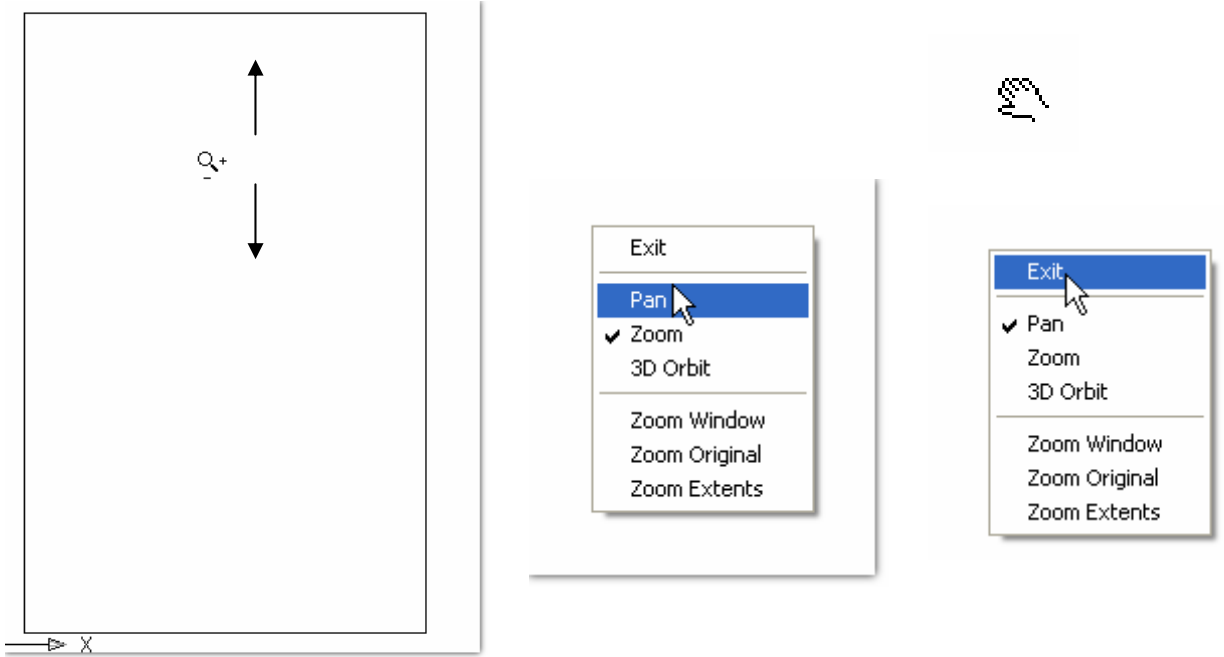 X
Exit
Pan
Zoom
3D Orbit
Zoom Window
Zoom Original
Zoom Extents
Exit
Pan
Zoom
3D Orbit
Zoom Window
Zoom Original
Zoom Extents